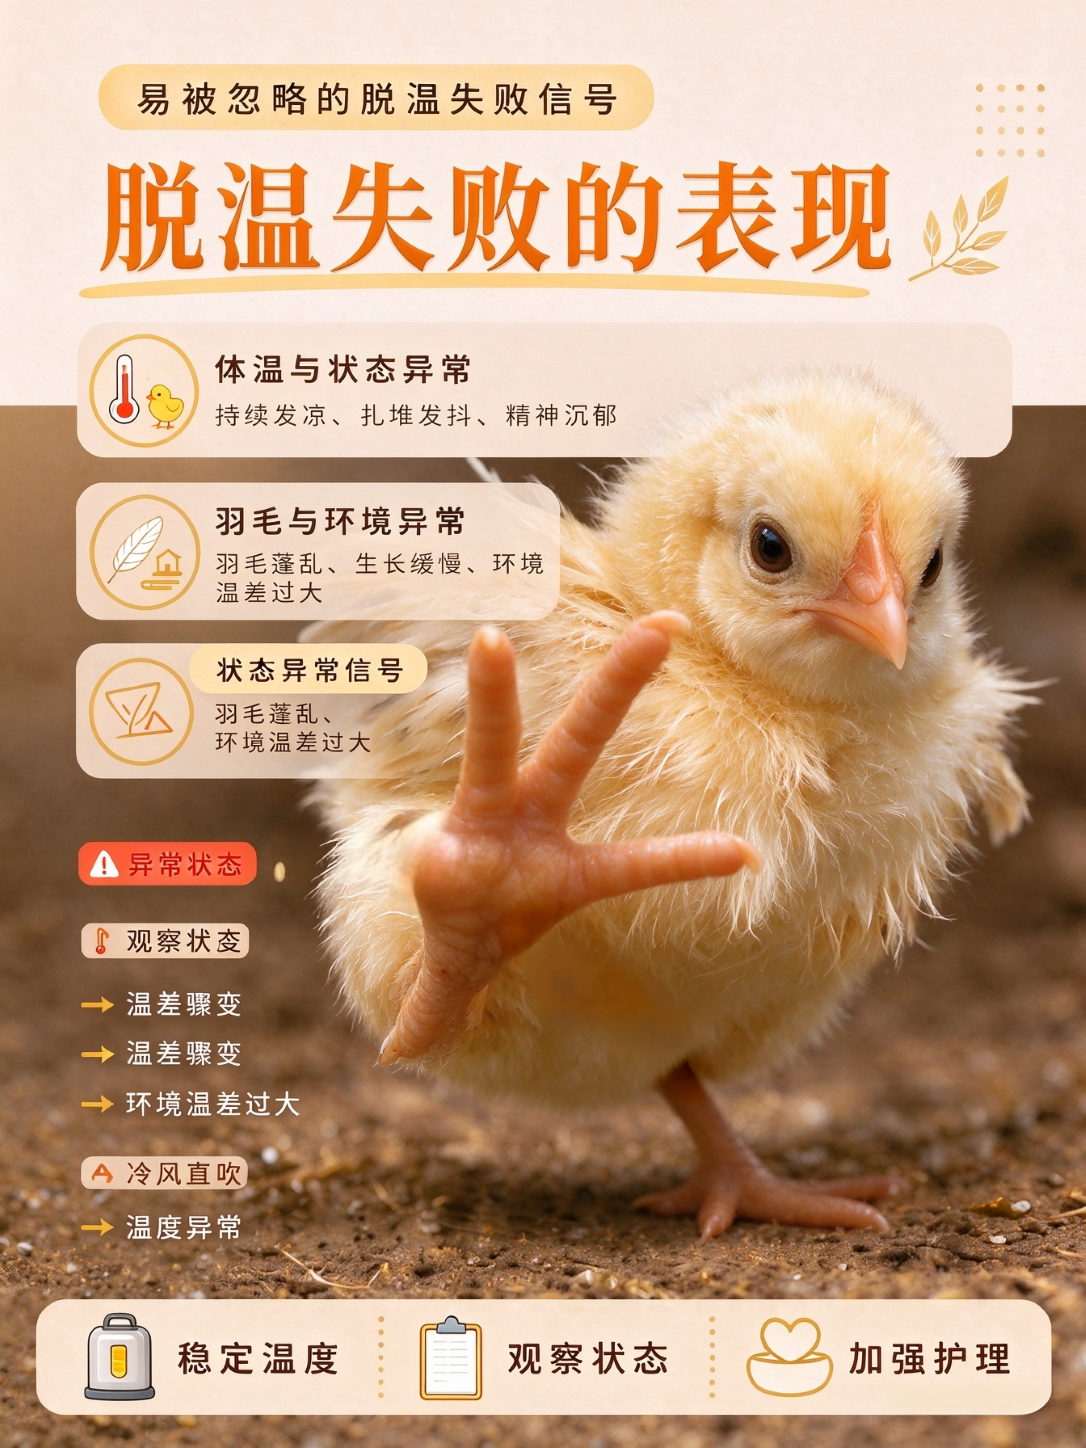 易被忽略的脱温失败信号
脱温失败的表现
体温与状态异常
持续发凉、扎堆发抖、精神沉郁
羽毛与环境异常
羽毛蓬乱、生长缓慢、环境
温差过大
状态异常信号
羽毛蓬乱、
环境温差过大
异常状态
观察状态
温差骤变
温差骤变
环境温差过大
冷风直吹
温度异常
稳定温度
观察状态
加强护理